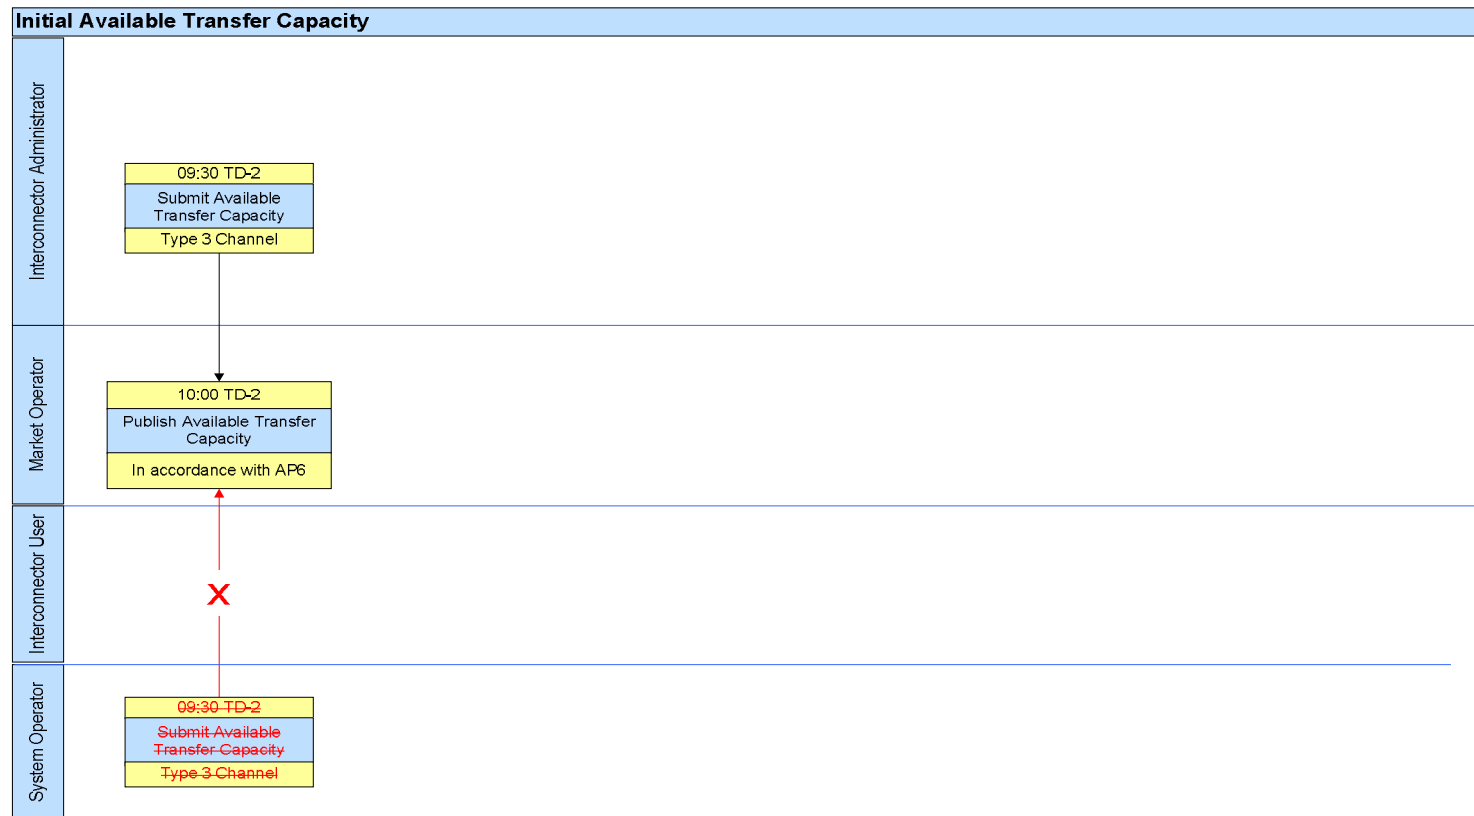 Initial Available Transfer Capacity
Interconnector Administrator
09:30 TD-2
Submit Available
Transfer Capacity
Type 3 Channel
Market Operator
10:00 TD-2
Publish Available Transfer
Capacity
In accordance with AP6
Interconnector User
X
System Operator
09:30 TD-2
Submit Available
Transfer Capacity
Type 3 Channel